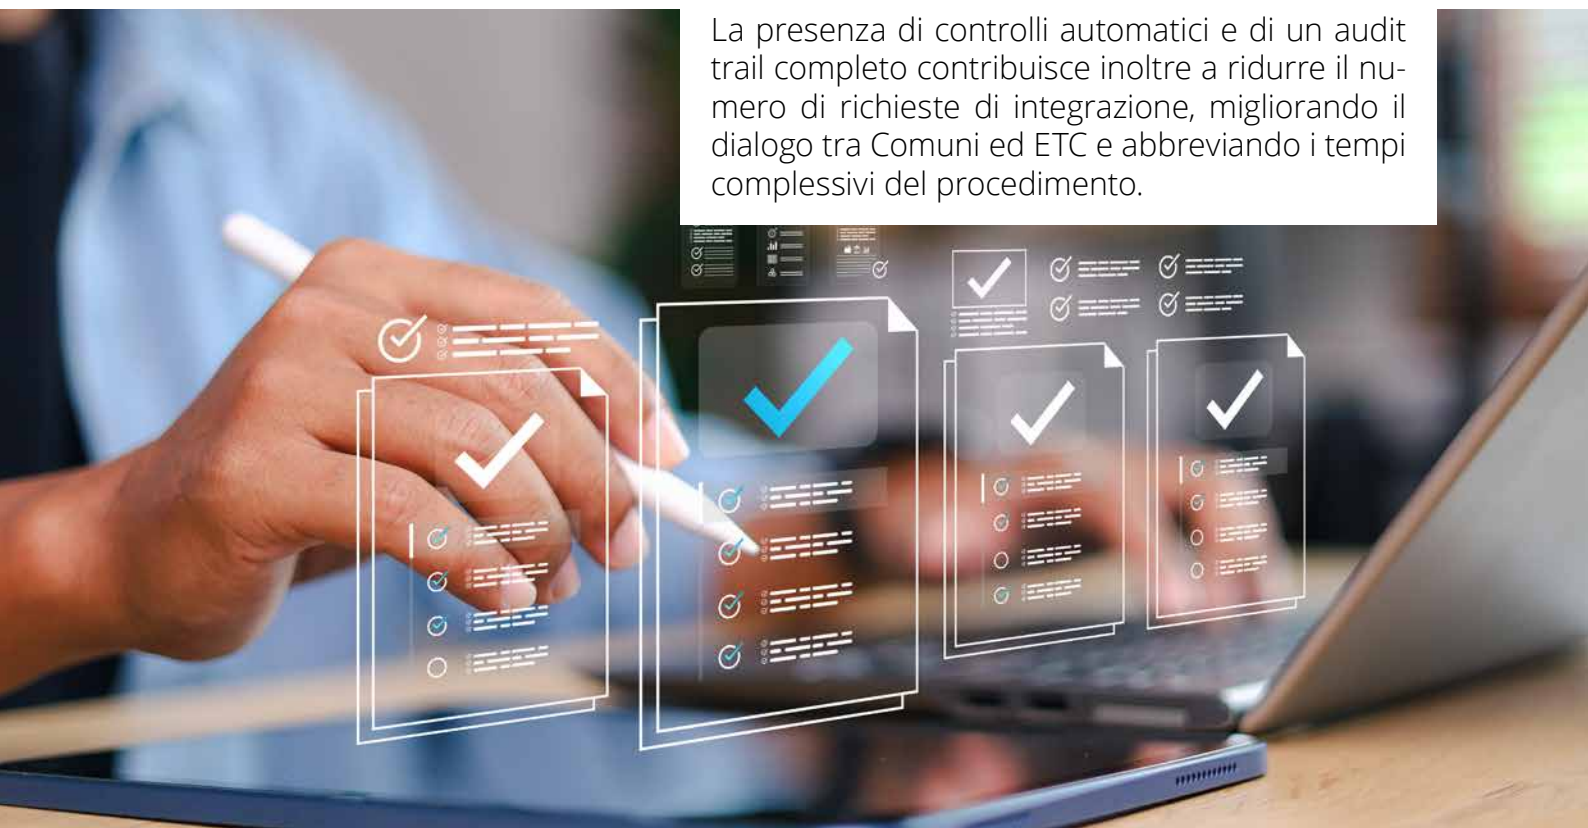 La presenza di controlli automatici e di un audit
trail completo contribuisce inoltre a ridurre il nu-
mero di richieste di integrazione, migliorando il
dialogo tra Comuni ed ETC e abbreviando i tempi
complessivi del procedimento.